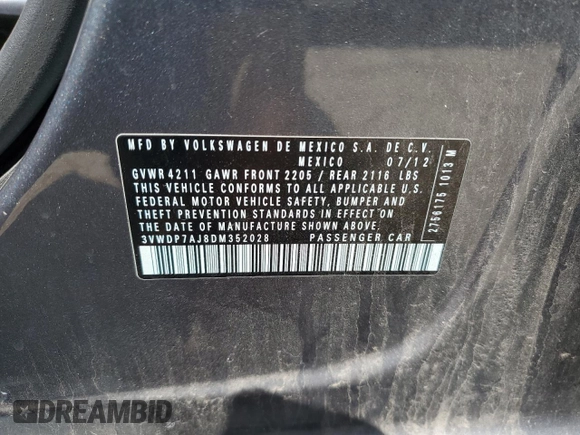 MFD BY VOLKSWAGEN DE MEXICO S.A. DE C.V.
MEXICO 07/12
GVWR 4211 GAWR FRONT 2205 / REAR 2116 LBS
THIS VEHICLE CONFORMS TO ALL APPLICABLE U.S.
FEDERAL MOTOR VEHICLE SAFETY, BUMPER AND
THEFT PREVENTION STANDARDS IN EFFECT ON
THE DATE OF MANUFACTURE SHOWN ABOVE.
3VWDP7AJ8DM352028 PASSENGER CAR
2756175 1013 M
DREAMBID